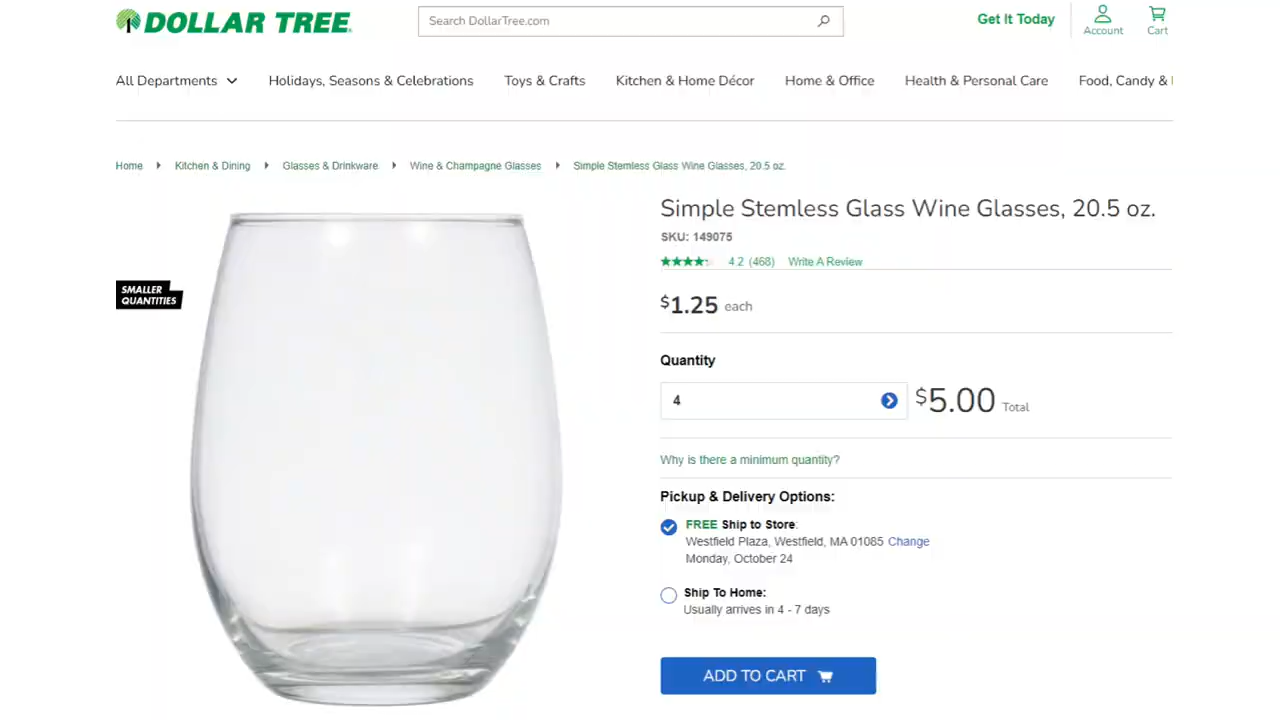 DOLLAR TREE
Search DollarTree.com
Get It Today
Account
Cart
All Departments
Holidays, Seasons & Celebrations
Toys & Crafts
Kitchen & Home Décor
Home & Office
Health & Personal Care
Food, Candy &
Home
Kitchen & Dining
Glasses & Drinkware
Wine & Champagne Glasses
Simple Stemless Glass Wine Glasses, 20.5 oz.
SMALLER
QUANTITIES
Simple Stemless Glass Wine Glasses, 20.5 oz.
SKU: 149075
4.2 (468) Write A Review
$1.25 each
Quantity
4
$5.00 Total
Why is there a minimum quantity?
Pickup & Delivery Options:
FREE Ship to Store:
Westfield Plaza, Westfield, MA 01085 Change
Monday, October 24
Ship To Home:
Usually arrives in 4 - 7 days
ADD TO CART